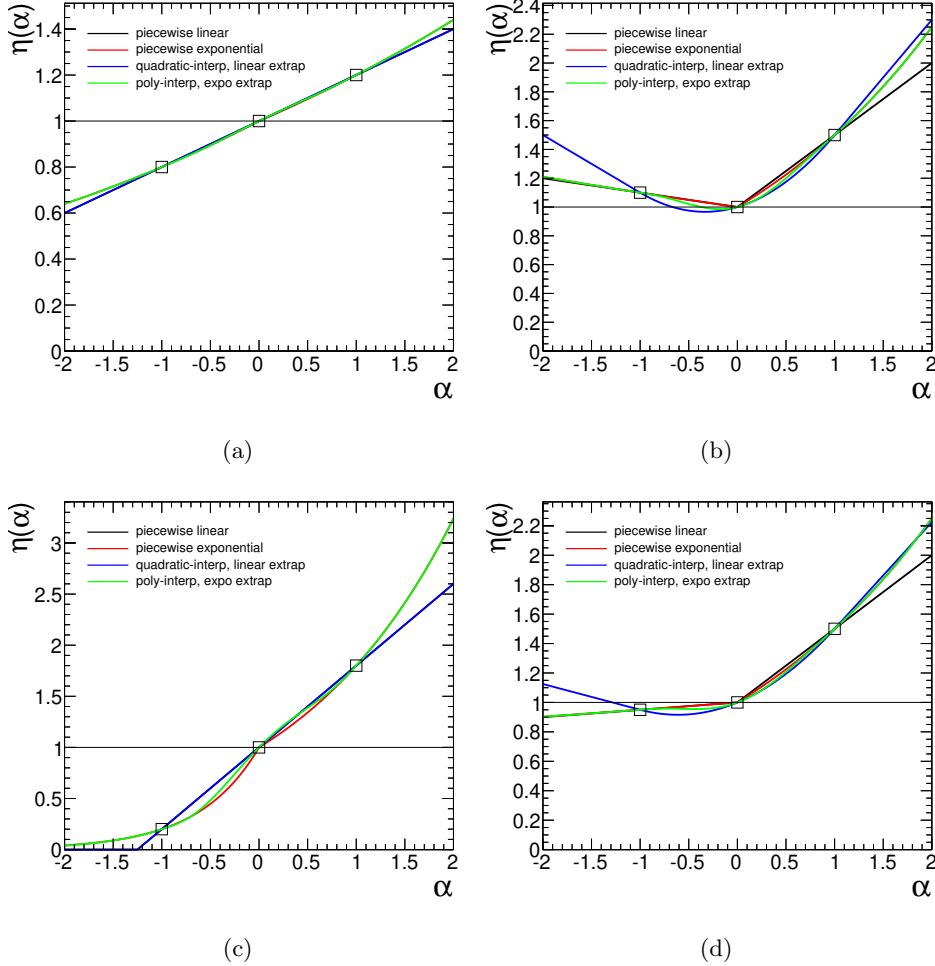 η(α)
1.4
1.2
1
0.8
0.6
0.4
0.2
0
piecewise linear
piecewise exponential
quadratic-interp, linear extrap
poly-interp, expo extrap
-2 -1.5 -1 -0.5 0 0.5 1 1.5 2
α
(a)
η(α)
2.4
2.2
2
1.8
1.6
1.4
1.2
1
0.8
0.6
0.4
0.2
0
piecewise linear
piecewise exponential
quadratic-interp, linear extrap
poly-interp, expo extrap
-2 -1.5 -1 -0.5 0 0.5 1 1.5 2
α
(b)
η(α)
3
2.5
2
1.5
1
0.5
0
piecewise linear
piecewise exponential
quadratic-interp, linear extrap
poly-interp, expo extrap
-2 -1.5 -1 -0.5 0 0.5 1 1.5 2
α
(c)
η(α)
2.2
2
1.8
1.6
1.4
1.2
1
0.8
0.6
0.4
0.2
0
piecewise linear
piecewise exponential
quadratic-interp, linear extrap
poly-interp, expo extrap
-2 -1.5 -1 -0.5 0 0.5 1 1.5 2
α
(d)